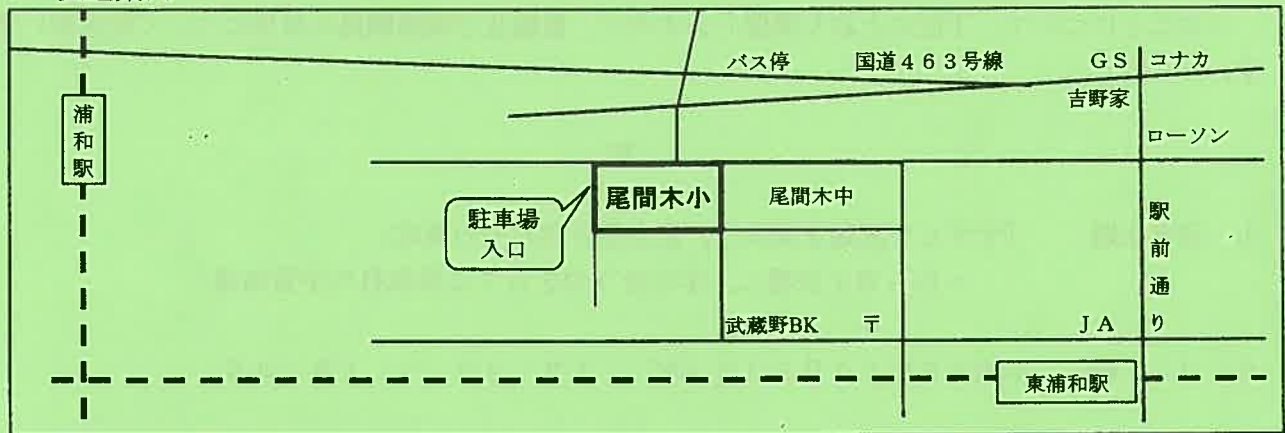 バス停 国道463号線 GS コナカ
吉野家
浦和駅
ローソン
尾間木小 尾間木中
駐車場
入口
駅前通り
武蔵野BK 〒 JA
東浦和駅